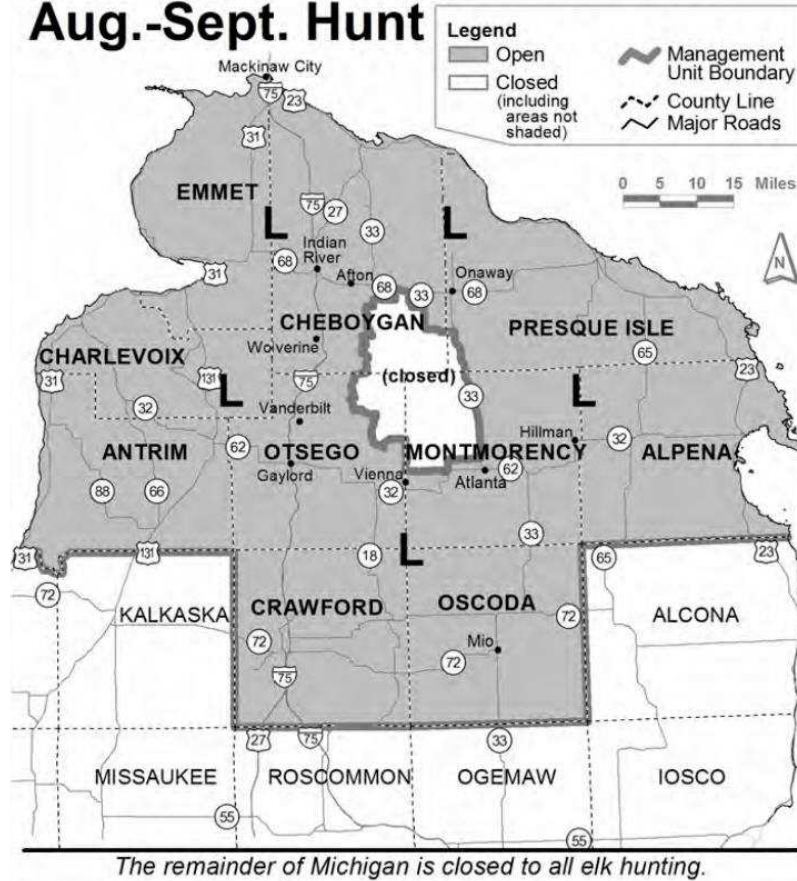 Aug.-Sept. Hunt
Legend
Open
Closed
(including
areas not
shaded)
Management
Unit Boundary
County Line
Major Roads
0 5 10 15 Miles
N
Mackinaw City
75
23
31
EMMET
75
27
L
33
L
Indian
River
68
31
Afton
68
33
Onaway
68
CHEBOYGAN
PRESQUE ISLE
Wolverine
65
CHARLEVOIX
(closed)
31
131
L
75
33
L
23
32
Vanderbilt
Hillman
32
ANTRIM
62
OTSEGO
MONTMORENCY
ALPENA
Gaylord
Vienna
62
Atlanta
88
66
32
33
31
131
18
L
65
23
72
KALKASKA
CRAWFORD
OSCODA
72
ALCONA
72
Mio
72
75
27
75
33
MISSAUKEE
ROSCOMMON
OGEMAW
IOSCO
55
55
The remainder of Michigan is closed to all elk hunting.